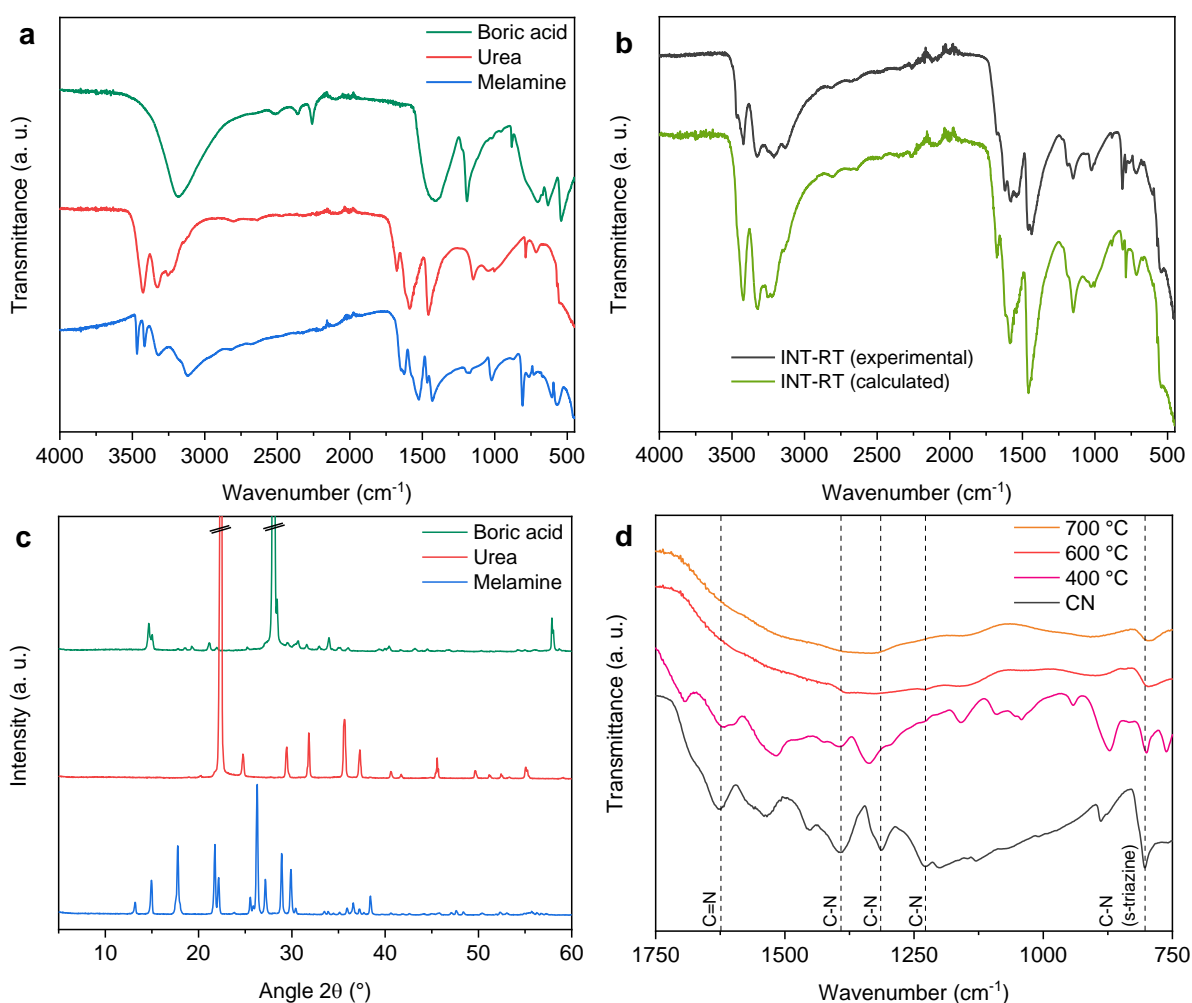 a
Boric acid
Urea
Melamine
Transmittance (a. u.)
4000 3500 3000 2500 2000 1500 1000 500
Wavenumber (cm⁻¹)
b
INT-RT (experimental)
INT-RT (calculated)
Transmittance (a. u.)
4000 3500 3000 2500 2000 1500 1000 500
Wavenumber (cm⁻¹)
c
Boric acid
Urea
Melamine
Intensity (a. u.)
10 20 30 40 50 60
Angle 2θ (°)
d
700 °C
600 °C
400 °C
CN
Transmittance (a. u.)
C=N
C-N
C-N
C-N
C-N
(s-triazine)
1750 1500 1250 1000 750
Wavenumber (cm⁻¹)